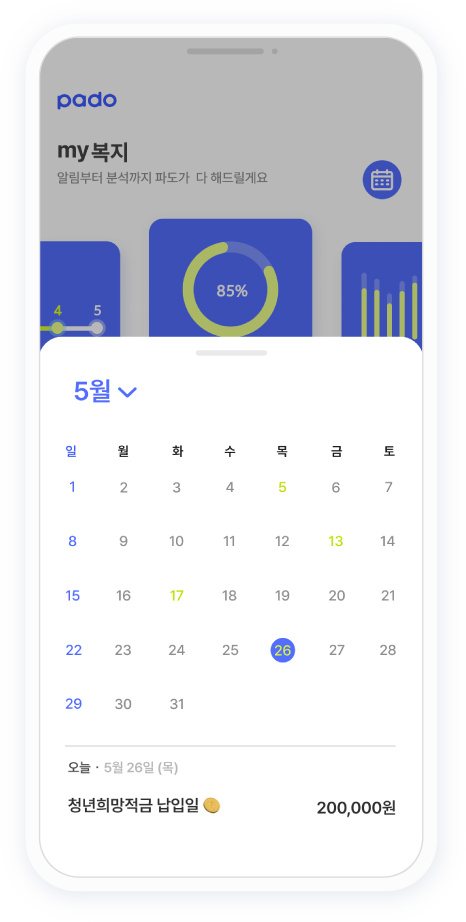 pado
my 복지
알림부터 분석까지 파도가 다 해드릴게요
85%
4 5
5월
일 월 화 수 목 금 토
1 2 3 4 5 6 7
8 9 10 11 12 13 14
15 16 17 18 19 20 21
22 23 24 25 26 27 28
29 30 31
오늘 · 5월 26일 (목)
청년희망적금 납입일 200,000원